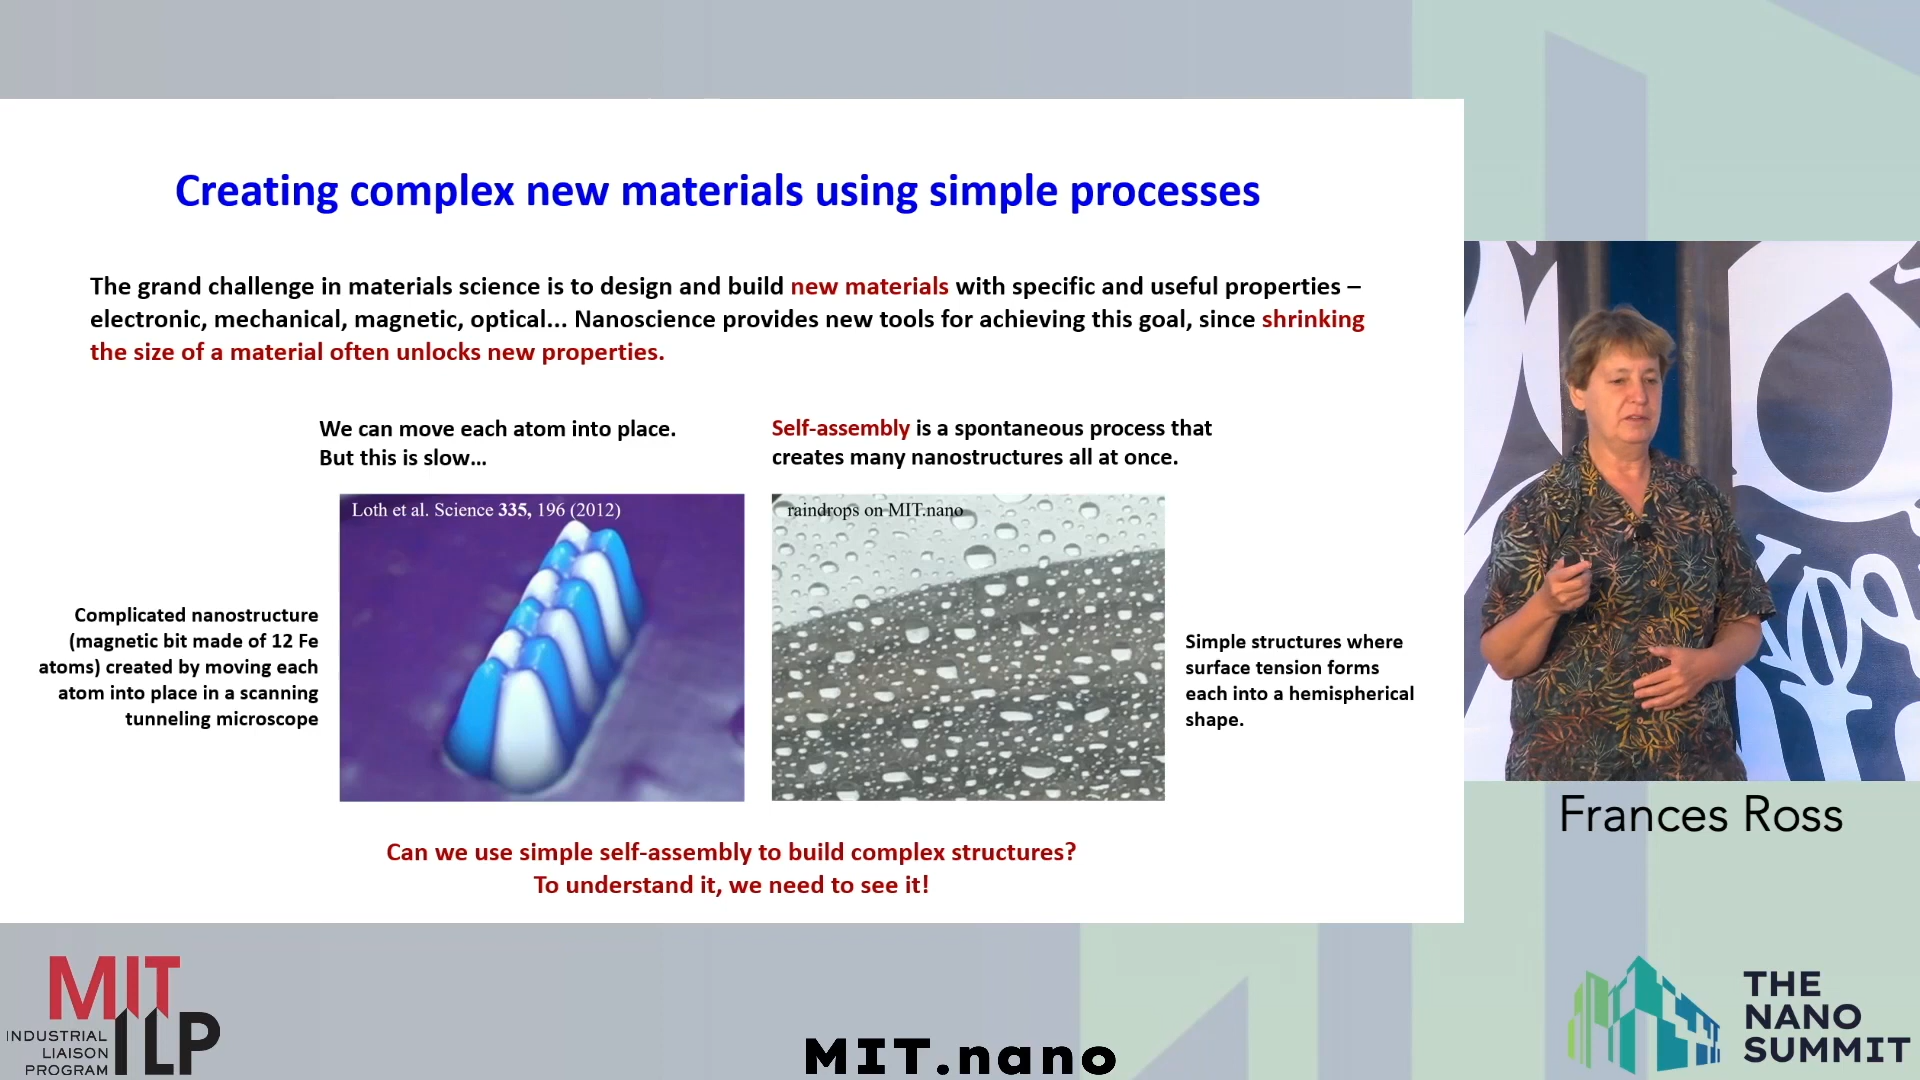 Creating complex new materials using simple processes
The grand challenge in materials science is to design and build new materials with specific and useful properties –
electronic, mechanical, magnetic, optical... Nanoscience provides new tools for achieving this goal, since shrinking
the size of a material often unlocks new properties.
We can move each atom into place.
But this is slow...
Self-assembly is a spontaneous process that
creates many nanostructures all at once.
Loth et al. Science 335, 196 (2012)
raindrops on MIT.nano
Complicated nanostructure
(magnetic bit made of 12 Fe
atoms) created by moving each
atom into place in a scanning
tunneling microscope
Simple structures where
surface tension forms
each into a hemispherical
shape.
Can we use simple self-assembly to build complex structures?
To understand it, we need to see it!
Frances Ross
MIT
ILP
INDUSTRIAL
LIAISON
PROGRAM
MIT.nano
THE
NANO
SUMMIT